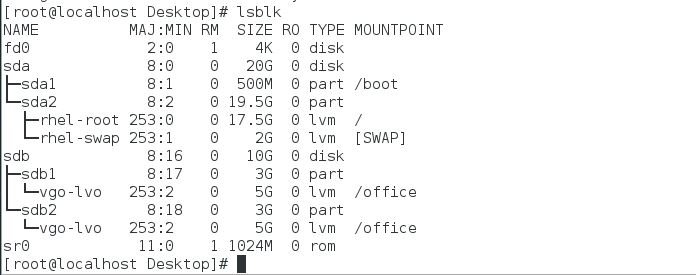 [root@localhost Desktop]# lsblk
NAME          MAJ:MIN RM  SIZE RO TYPE MOUNTPOINT
fd0             2:0    1    4K  0 disk
sda             8:0    0   20G  0 disk
├─sda1          8:1    0  500M  0 part /boot
└─sda2          8:2    0 19.5G  0 part
  ├─rhel-root 253:0    0 17.5G  0 lvm  /
  └─rhel-swap 253:1    0    2G  0 lvm  [SWAP]
sdb             8:16   0   10G  0 disk
├─sdb1          8:17   0    3G  0 part
│ └─vgo-lvo   253:2    0    5G  0 lvm  /office
└─sdb2          8:18   0    3G  0 part
  └─vgo-lvo   253:2    0    5G  0 lvm  /office
sr0            11:0    1 1024M  0 rom
[root@localhost Desktop]#